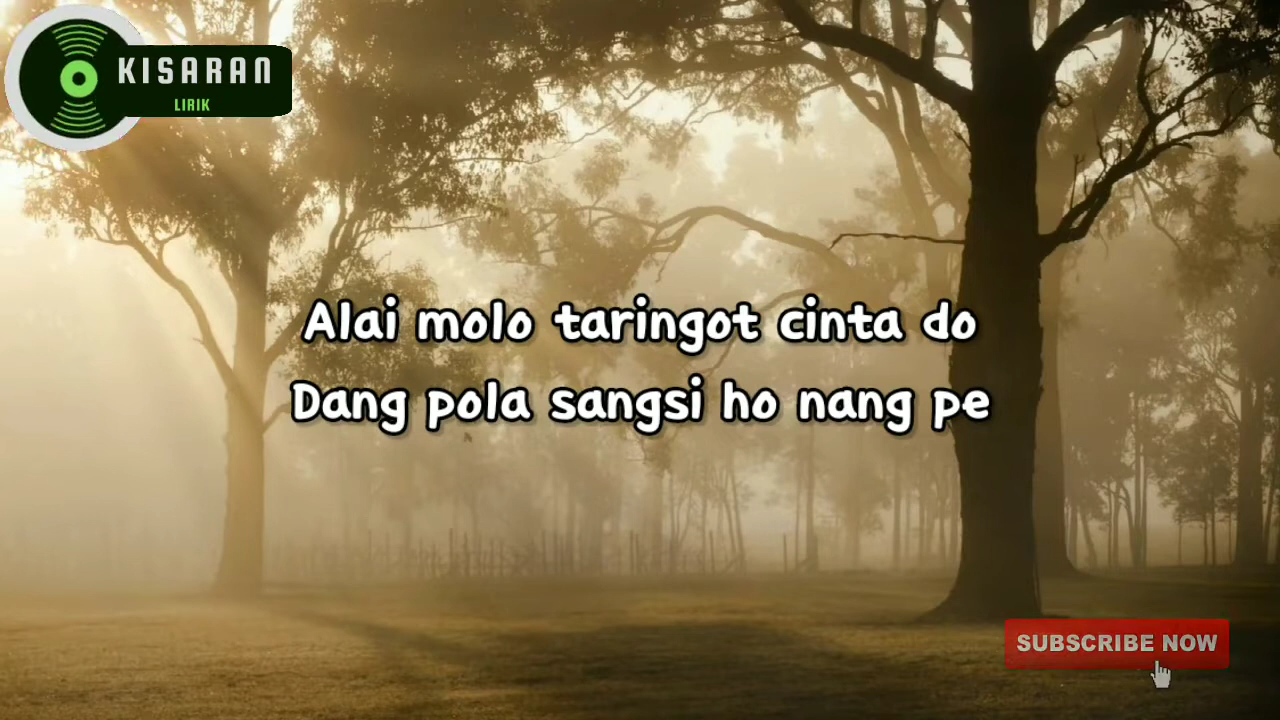 KISARAN
LIRIK
Alai molo taringot cinta do
Dang pola sangsi ho nang pe
SUBSCRIBE NOW